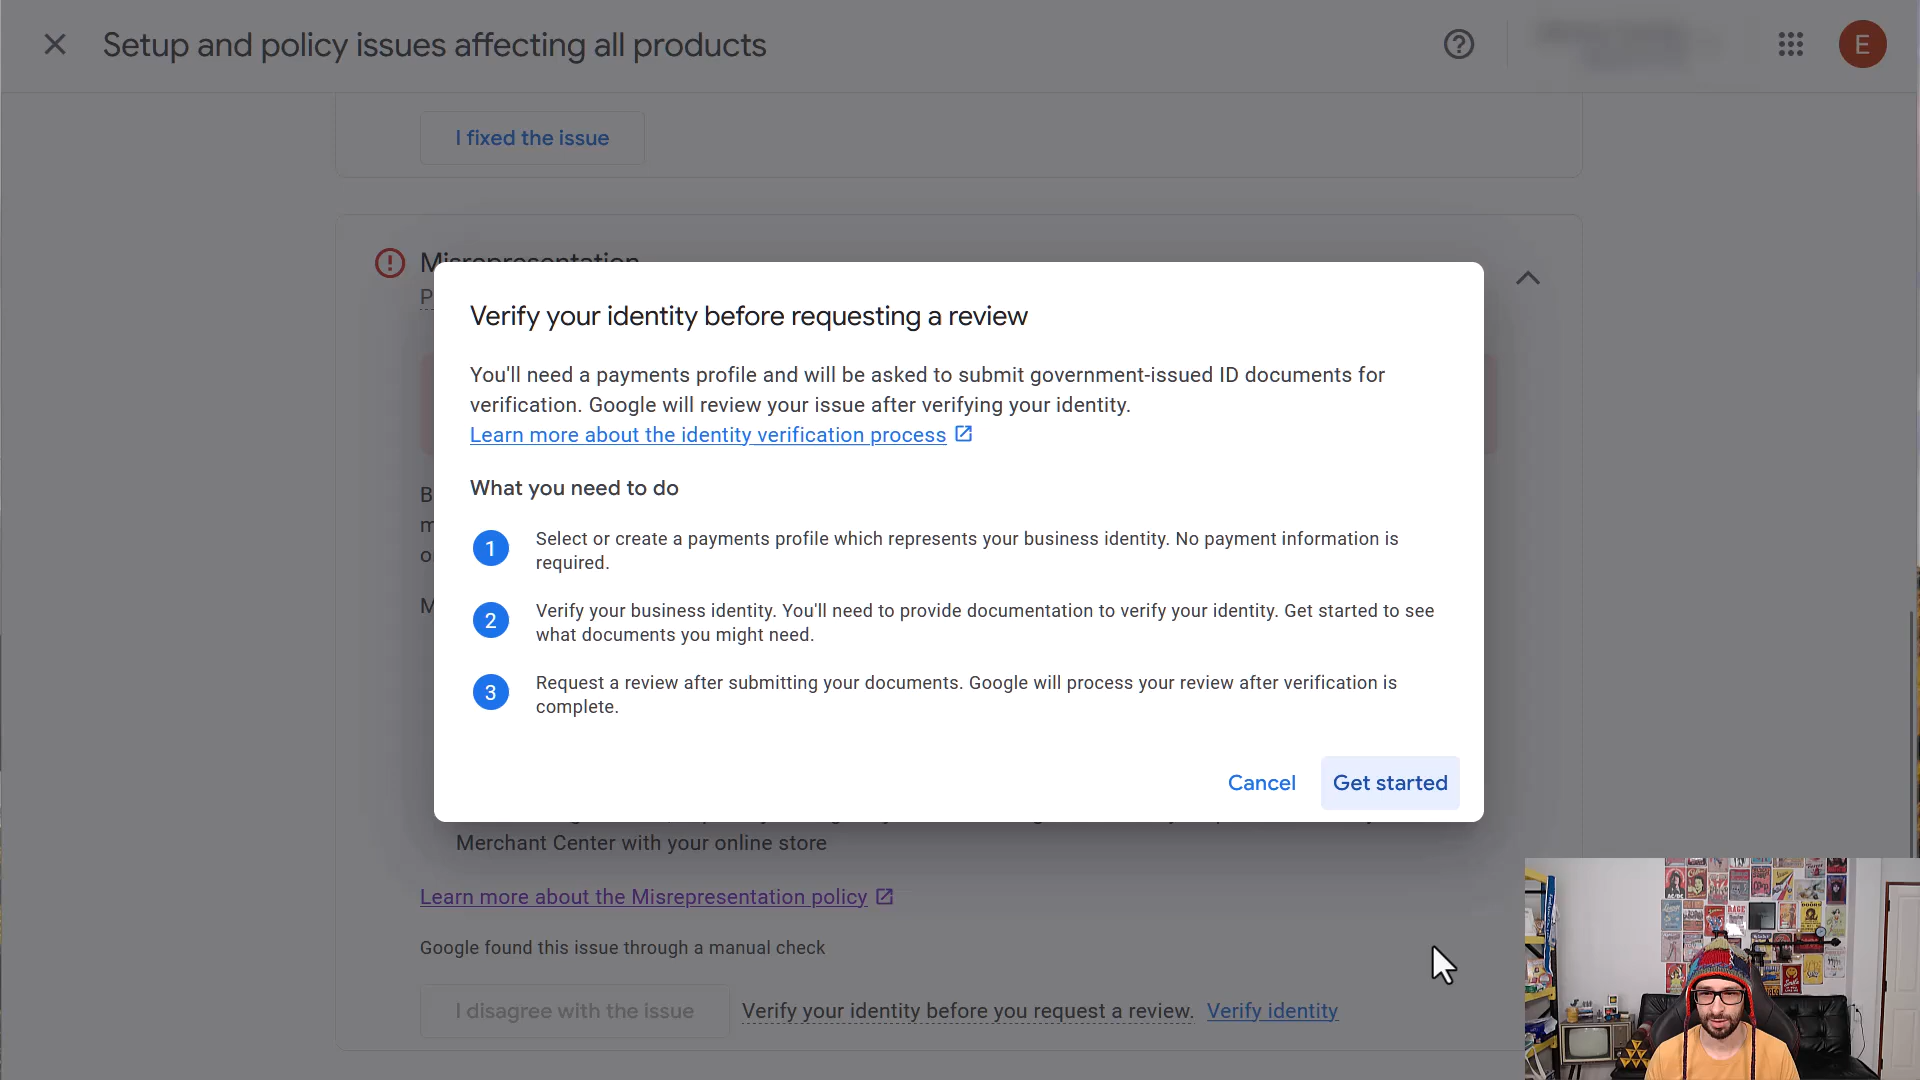 Setup and policy issues affecting all products
E
I fixed the issue
Misrepresentation
P
Verify your identity before requesting a review
You'll need a payments profile and will be asked to submit government-issued ID documents for
verification. Google will review your issue after verifying your identity.
Learn more about the identity verification process
What you need to do
1 Select or create a payments profile which represents your business identity. No payment information is
required.
2 Verify your business identity. You'll need to provide documentation to verify your identity. Get started to see
what documents you might need.
3 Request a review after submitting your documents. Google will process your review after verification is
complete.
Cancel Get started
B
m
o
M
Merchant Center with your online store
Learn more about the Misrepresentation policy
Google found this issue through a manual check
I disagree with the issue Verify your identity before you request a review. Verify identity